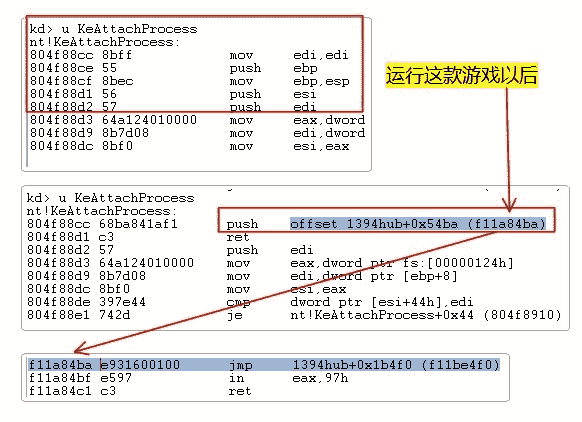 kd> u KeAttachProcess
nt!KeAttachProcess:
804f88cc 8bff mov edi,edi
804f88ce 55 push ebp
804f88cf 8bec mov ebp,esp
804f88d1 56 push esi
804f88d2 57 push edi
804f88d3 64a124010000 mov eax,dword
804f88d9 8b7d08 mov edi,dword
804f88dc 8bf0 mov esi,eax
运行这款游戏以后
kd> u KeAttachProcess
nt!KeAttachProcess:
804f88cc 68ba841af1 push offset 1394hub+0x54ba (f11a84ba)
804f88d1 c3 ret
804f88d2 57 push edi
804f88d3 64a124010000 mov eax,dword ptr fs:[00000124h]
804f88d9 8b7d08 mov edi,dword ptr [ebp+8]
804f88dc 8bf0 mov esi,eax
804f88de 397e44 cmp dword ptr [esi+44h],edi
804f88e1 742d je nt!KeAttachProcess+0x44 (804f8910)
f11a84ba e931600100 jmp 1394hub+0x1b4f0 (f11be4f0)
f11a84bf e597 in eax,97h
f11a84c1 c3 ret